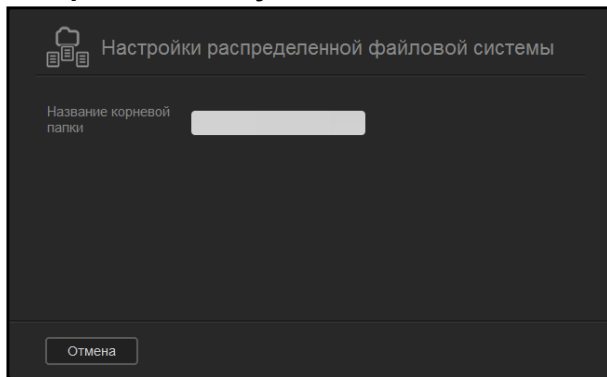 Настройки распределенной файловой системы
Название корневой
папки
Отмена